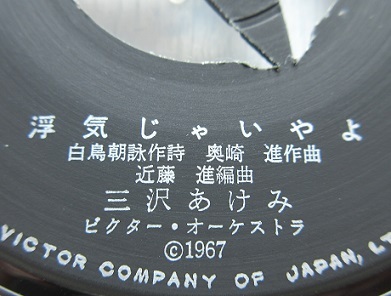 浮気じゃいやよ
白鳥朝詠作詩 奥崎 進作曲
近藤 進編曲
三沢あけみ
ビクター・オーケストラ
©1967
VICTOR COMPANY OF JAPAN, LT